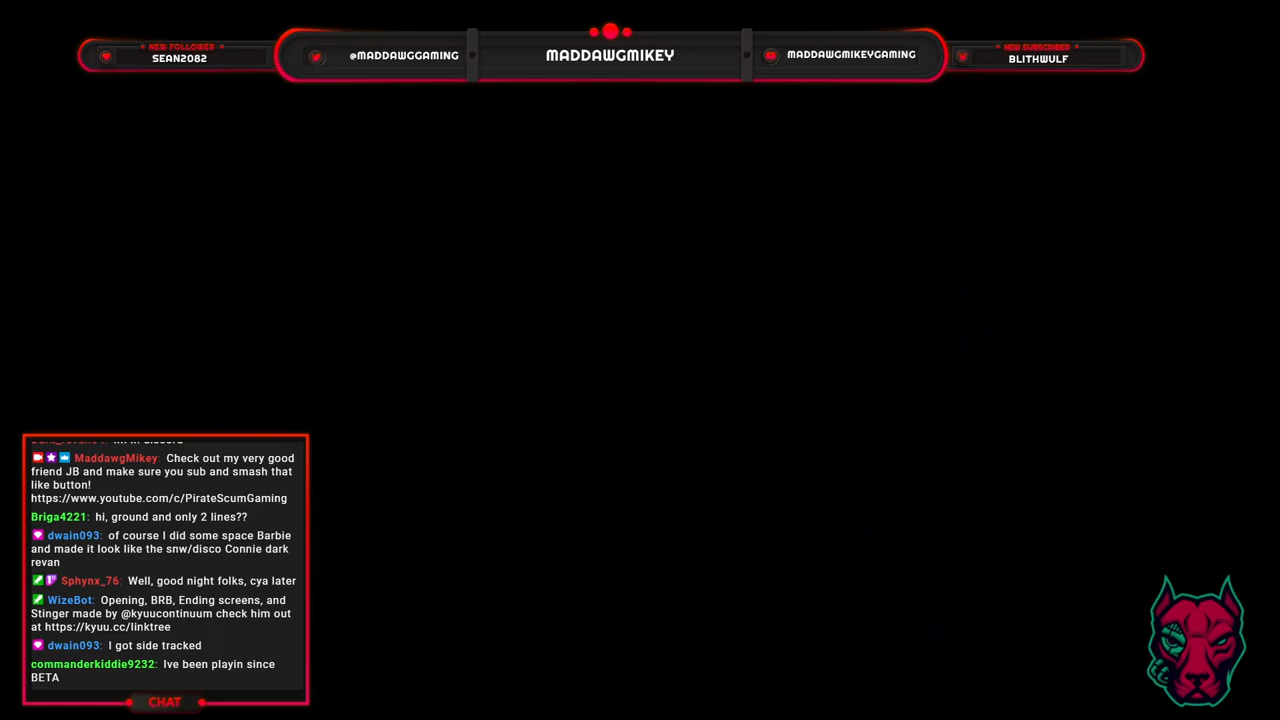 NEW FOLLOWER
SEAN2082
@MADDAWGGAMING
MADDAWGMIKEY
MADDAWGMIKEYGAMING
NEW SUBSCRIBER
BLITHWULF
MaddawgMikey: Check out my very good
friend JB and make sure you sub and smash that
like button!
https://www.youtube.com/c/PirateScumGaming
Briga4221: hi, ground and only 2 lines??
dwain093: of course I did some space Barbie
and made it look like the snw/disco Connie dark
revan
Sphynx_76: Well, good night folks, cya later
WizeBot: Opening, BRB, Ending screens, and
Stinger made by @kyuucontinuum check him out
at https://kyuu.cc/linktree
dwain093: I got side tracked
commanderkiddie9232: Ive been playin since
BETA
CHAT